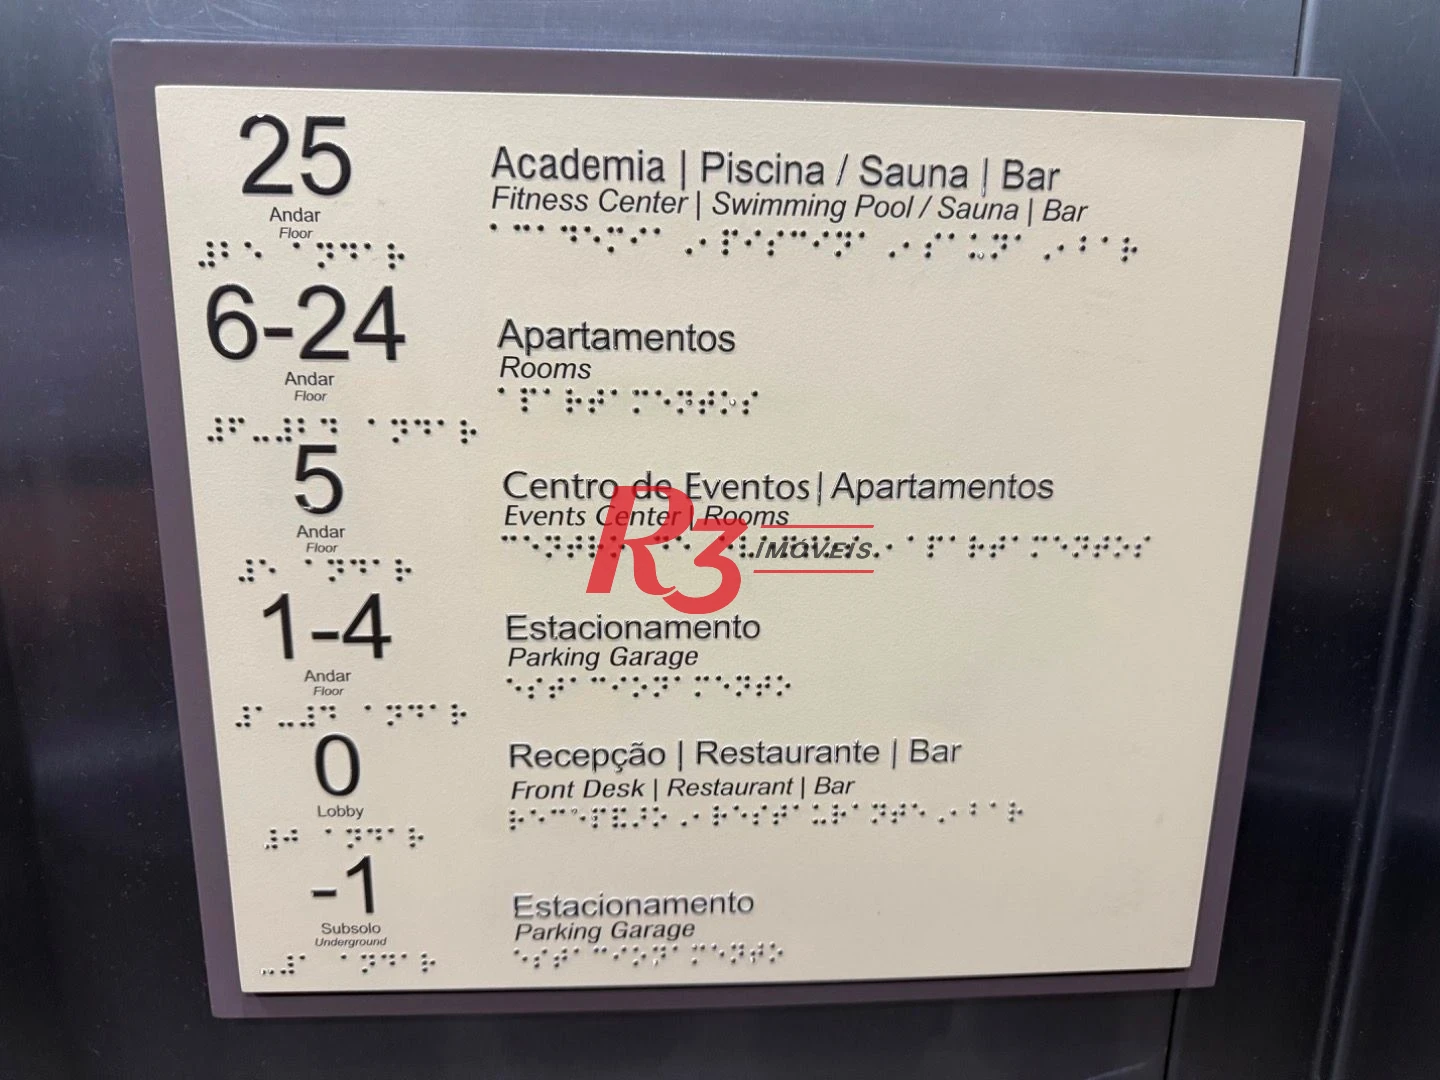 25
Andar
Floor
Academia | Piscina / Sauna | Bar
Fitness Center | Swimming Pool / Sauna | Bar
6-24
Andar
Floor
Apartamentos
Rooms
5
Andar
Floor
Centro de Eventos | Apartamentos
Events Center | Rooms
R3 IMÓVEIS
1-4
Andar
Floor
Estacionamento
Parking Garage
0
Lobby
Recepção | Restaurante | Bar
Front Desk | Restaurant | Bar
-1
Subsolo
Underground
Estacionamento
Parking Garage